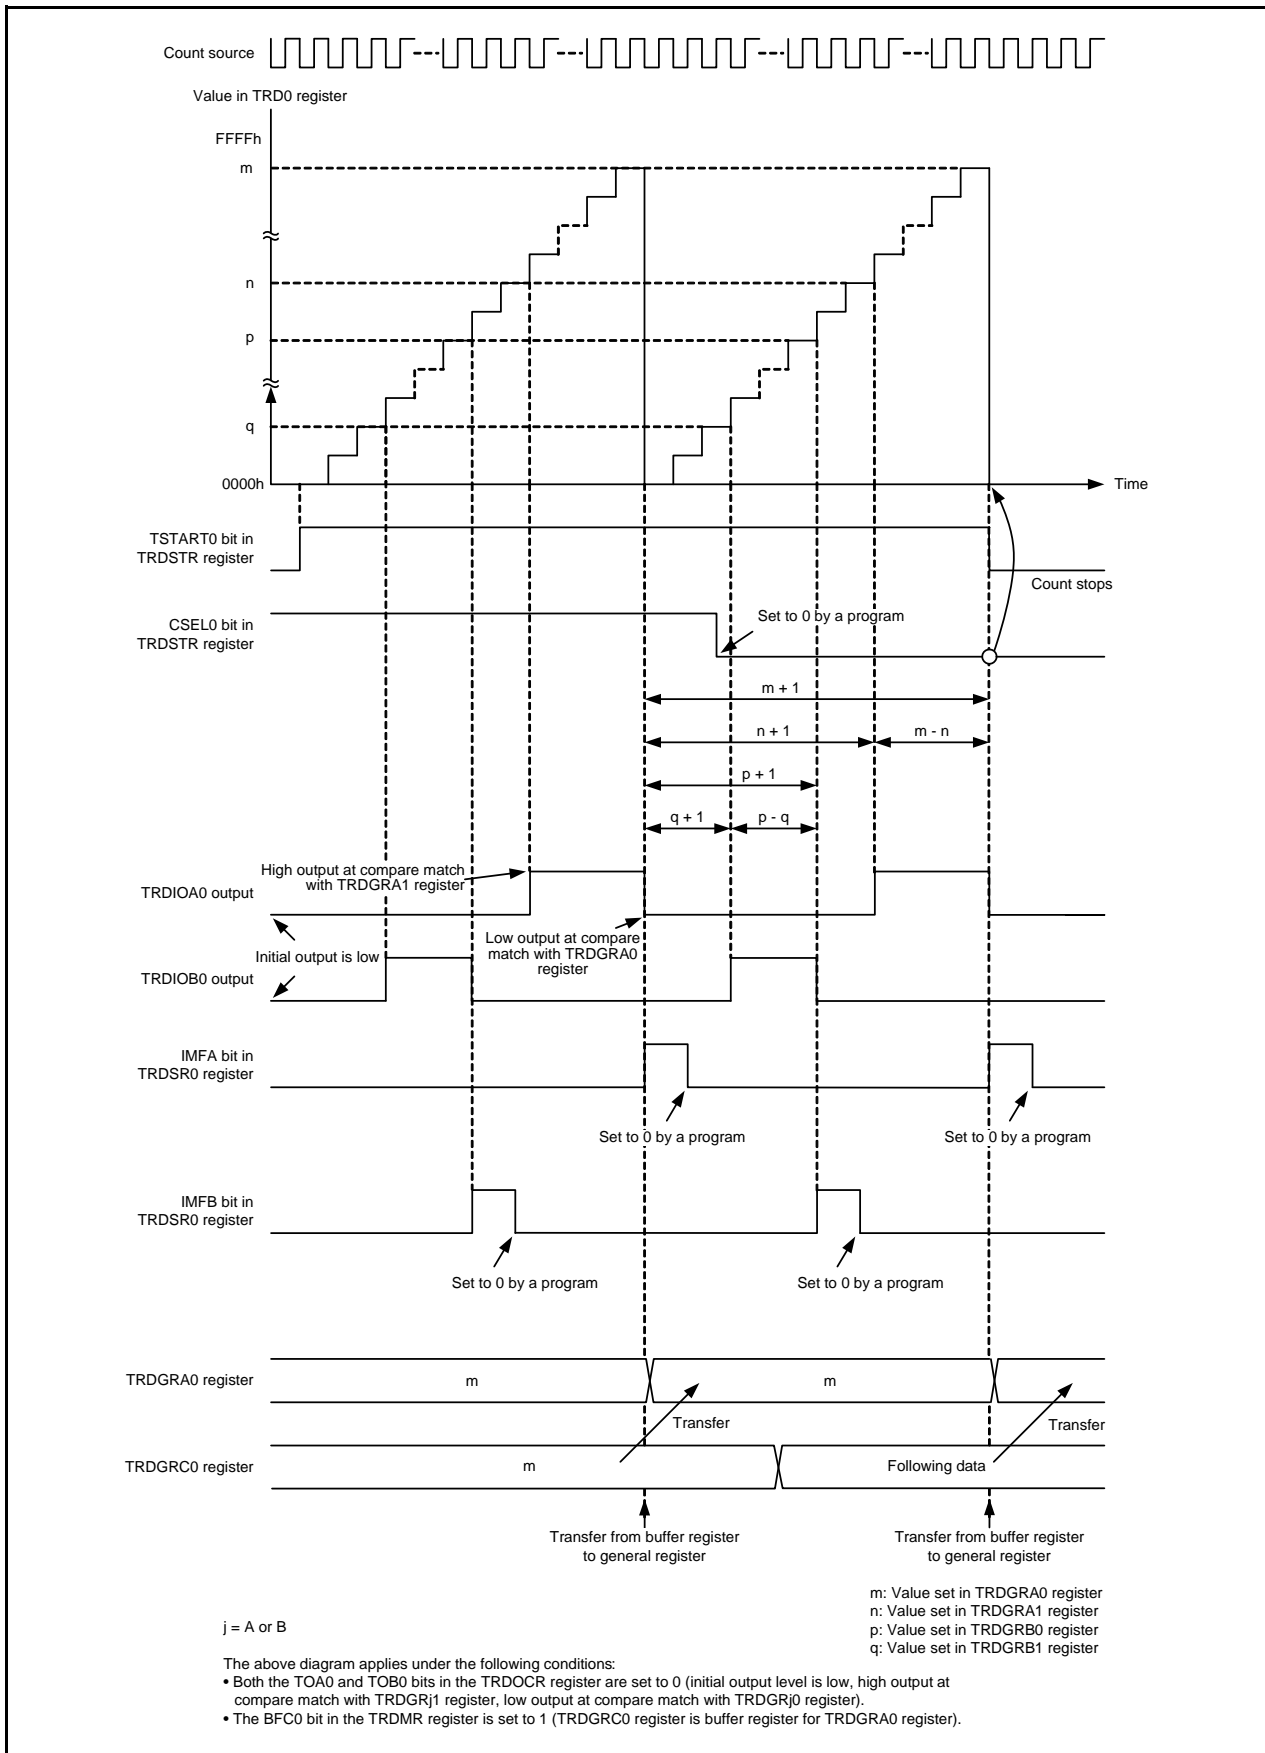 Count source
Value in TRD0 register
FFFFh
m
n
p
q
0000h
Time
TSTART0 bit in
TRDSTR register
Count stops
CSEL0 bit in
TRDSTR register
Set to 0 by a program
m + 1
n + 1
m - n
p + 1
q + 1
p - q
High output at compare match
with TRDGRA1 register
TRDIOA0 output
Low output at compare
match with TRDGRA0
register
Initial output is low
TRDIOB0 output
IMFA bit in
TRDSR0 register
Set to 0 by a program
Set to 0 by a program
IMFB bit in
TRDSR0 register
Set to 0 by a program
Set to 0 by a program
TRDGRA0 register
m
m
Transfer
Transfer
TRDGRC0 register
m
Following data
Transfer from buffer register
to general register
Transfer from buffer register
to general register
m: Value set in TRDGRA0 register
n: Value set in TRDGRA1 register
p: Value set in TRDGRB0 register
q: Value set in TRDGRB1 register
j = A or B
The above diagram applies under the following conditions:
• Both the TOA0 and TOB0 bits in the TRDOCR register are set to 0 (initial output level is low, high output at
compare match with TRDGRj1 register, low output at compare match with TRDGRj0 register).
• The BFC0 bit in the TRDMR register is set to 1 (TRDGRC0 register is buffer register for TRDGRA0 register).